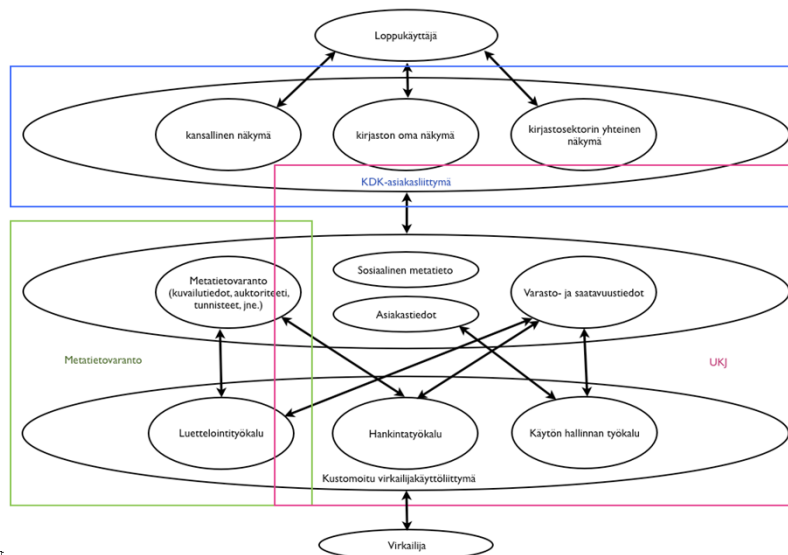 Loppukäyttäjä
kansallinen näkymä
kirjaston oma näkymä
kirjastosektorin yhteinen
näkymä
KDK-asiakasliittymä
Sosiaalinen metatieto
Metatietovaranto
(kuvailutiedot, auktoriteeti,
tunnisteet, jne.)
Varasto- ja saatavuustiedot
Asiakastiedot
Metatietovaranto
UKJ
Luettelointityökalu
Hankintatyökalu
Käytön hallinnan työkalu
Kustomoitu virkailijakäyttöliittymä
Virkailija